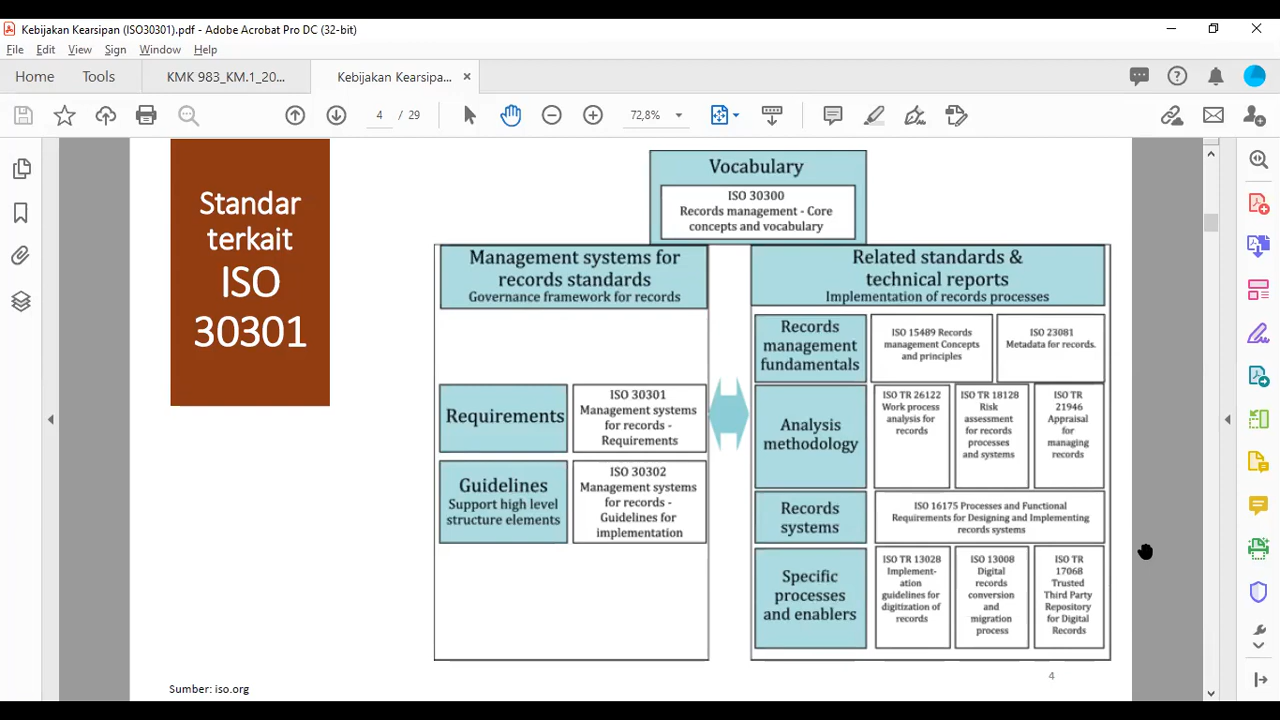 Kebijakan Kearsipan (ISO30301).pdf - Adobe Acrobat Pro DC (32-bit)
File Edit View Sign Window Help
Home Tools KMK 983_KM.1_20... Kebijakan Kearsipa... ×
4 / 29 72,8%
Standar
terkait
ISO
30301
Vocabulary
ISO 30300
Records management - Core
concepts and vocabulary
Management systems for
records standards
Governance framework for records
Requirements
ISO 30301
Management systems
for records -
Requirements
Guidelines
Support high level
structure elements
ISO 30302
Management systems
for records -
Guidelines for
implementation
Related standards &
technical reports
Implementation of records processes
Records
management
fundamentals
ISO 15489 Records
management Concepts
and principles
ISO 23081
Metadata for records.
Analysis
methodology
ISO TR 26122
Work process
analysis for
records
ISO TR 18128
Risk
assessment
for records
processes
and systems
ISO TR
21946
Appraisal
for
managing
records
Records
systems
ISO 16175 Processes and Functional
Requirements for Designing and Implementing
records systems
Specific
processes
and enablers
ISO TR 13028
Implement-
ation
guidelines for
digitization of
records
ISO 13008
Digital
records
conversion
and
migration
process
ISO TR
17068
Trusted
Third Party
Repository
for Digital
Records
4
Sumber: iso.org